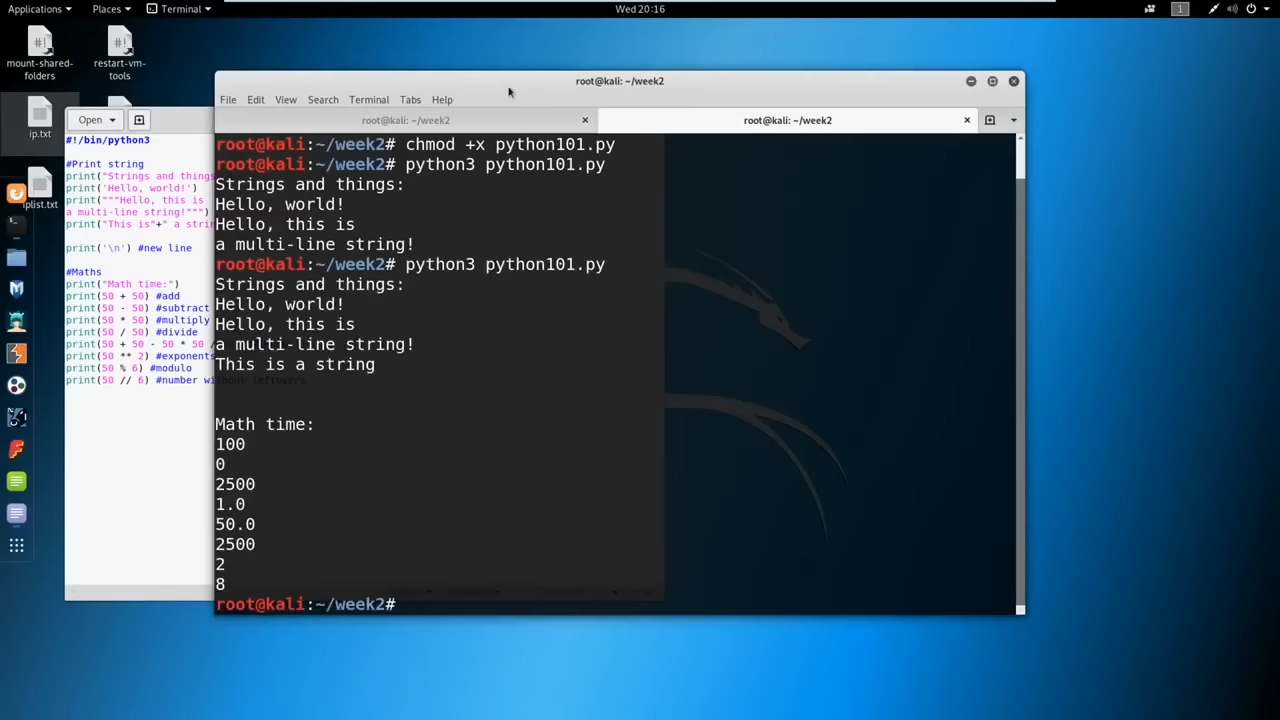 Applications Places Terminal Wed 20:16 1
mount-shared-folders
restart-vm-tools
ip.txt
iplist.txt
root@kali: ~/week2
File Edit View Search Terminal Tabs Help
root@kali: ~/week2 root@kali: ~/week2
Open
#!/bin/python3
#Print string
print("Strings and things
print('Hello, world!')
print("""Hello, this is
a multi-line string!""")
print("This is"+" a strin
print('\n') #new line
#Maths
print("Math time:")
print(50 + 50) #add
print(50 - 50) #subtract
print(50 * 50) #multiply
print(50 / 50) #divide
print(50 + 50 - 50 * 50 /
print(50 ** 2) #exponents
print(50 % 6) #modulo
print(50 // 6) #number without leftovers
root@kali:~/week2# chmod +x python101.py
root@kali:~/week2# python3 python101.py
Strings and things:
Hello, world!
Hello, this is
a multi-line string!
root@kali:~/week2# python3 python101.py
Strings and things:
Hello, world!
Hello, this is
a multi-line string!
This is a string
Math time:
100
0
2500
1.0
50.0
2500
2
8
root@kali:~/week2#